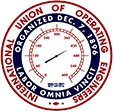 INTERNATIONAL UNION OF OPERATING ENGINEERS
ORGANIZED DEC. 7, 1896
LABOR OMNIA VINCIT